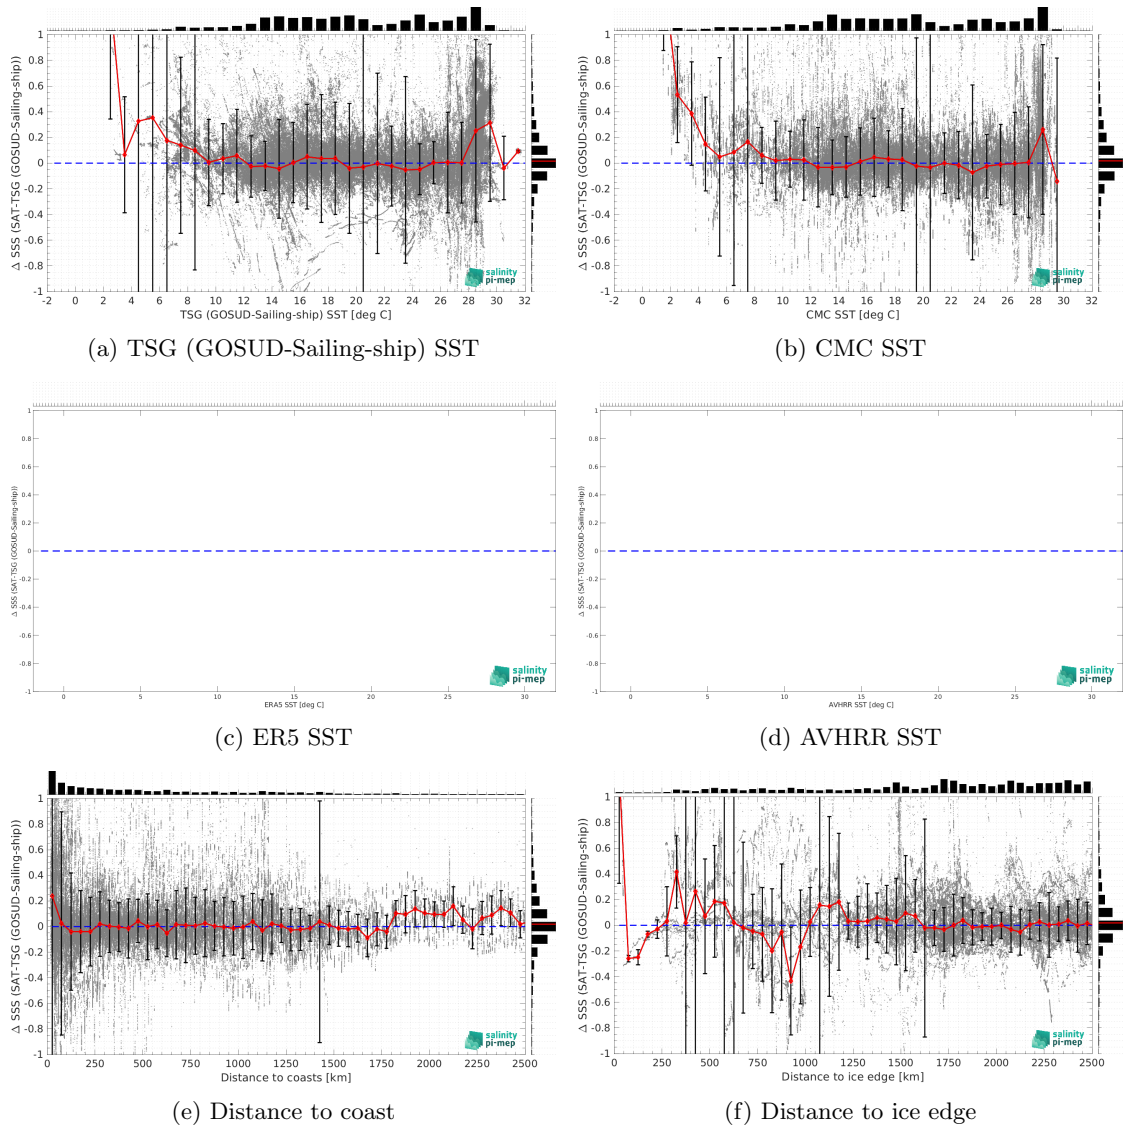 1
0.8
0.6
0.4
0.2
0
-0.2
-0.4
-0.6
-0.8
-1
Δ SSS (SAT-TSG (GOSUD-Sailing-ship))
-2 0 2 4 6 8 10 12 14 16 18 20 22 24 26 28 30 32
TSG (GOSUD-Sailing-ship) SST [deg C]
salinity
pi-mep
(a) TSG (GOSUD-Sailing-ship) SST
1
0.8
0.6
0.4
0.2
0
-0.2
-0.4
-0.6
-0.8
-1
Δ SSS (SAT-TSG (GOSUD-Sailing-ship))
-2 0 2 4 6 8 10 12 14 16 18 20 22 24 26 28 30 32
CMC SST [deg C]
salinity
pi-mep
(b) CMC SST
1
0.8
0.6
0.4
0.2
0
-0.2
-0.4
-0.6
-0.8
-1
Δ SSS (SAT-TSG (GOSUD-Sailing-ship))
0 5 10 15 20 25 30
ERA5 SST [deg C]
salinity
pi-mep
(c) ER5 SST
1
0.8
0.6
0.4
0.2
0
-0.2
-0.4
-0.6
-0.8
-1
Δ SSS (SAT-TSG (GOSUD-Sailing-ship))
0 5 10 15 20 25 30
AVHRR SST [deg C]
salinity
pi-mep
(d) AVHRR SST
1
0.8
0.6
0.4
0.2
0
-0.2
-0.4
-0.6
-0.8
-1
Δ SSS (SAT-TSG (GOSUD-Sailing-ship))
0 250 500 750 1000 1250 1500 1750 2000 2250 2500
Distance to coasts [km]
salinity
pi-mep
(e) Distance to coast
1
0.8
0.6
0.4
0.2
0
-0.2
-0.4
-0.6
-0.8
-1
Δ SSS (SAT-TSG (GOSUD-Sailing-ship))
0 250 500 750 1000 1250 1500 1750 2000 2250 2500
Distance to ice edge [km]
salinity
pi-mep
(f) Distance to ice edge